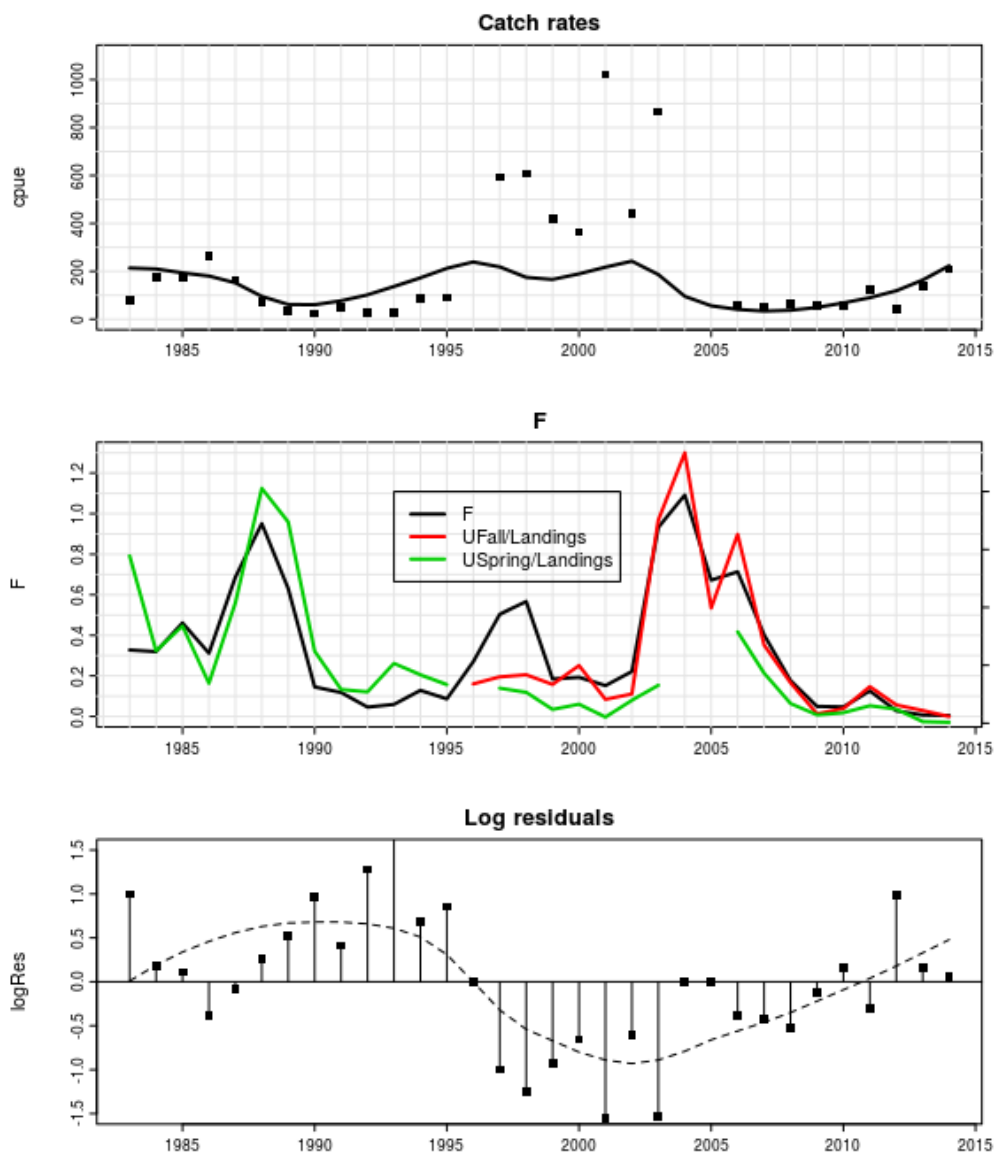 Catch rates
cpue
0 200 400 600 800 1000
1985 1990 1995 2000 2005 2010 2015
F
F
0.0 0.2 0.4 0.6 0.8 1.0 1.2
F
UFall/Landings
USpring/Landings
1985 1990 1995 2000 2005 2010 2015
Log residuals
logRes
-1.5 -1.0 -0.5 0.0 0.5 1.0 1.5
1985 1990 1995 2000 2005 2010 2015